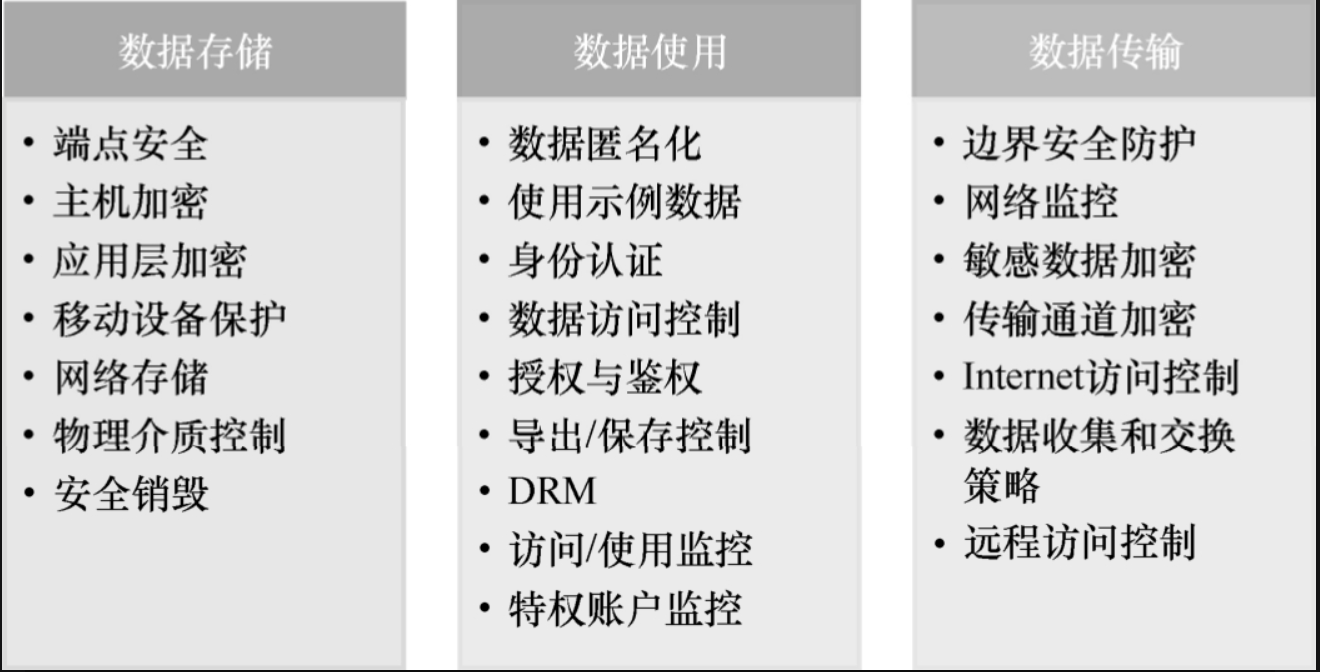 数据存储
• 端点安全
• 主机加密
• 应用层加密
• 移动设备保护
• 网络存储
• 物理介质控制
• 安全销毁
数据使用
• 数据匿名化
• 使用示例数据
• 身份认证
• 数据访问控制
• 授权与鉴权
• 导出/保存控制
• DRM
• 访问/使用监控
• 特权账户监控
数据传输
• 边界安全防护
• 网络监控
• 敏感数据加密
• 传输通道加密
• Internet访问控制
• 数据收集和交换
策略
• 远程访问控制